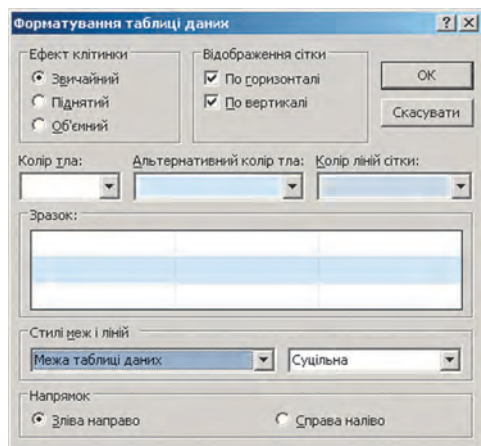 Форматування таблиці даних
Ефект клітинки
Звичайний
Піднятий
Об'ємний
Відображення сітки
По горизонталі
По вертикалі
ОК
Скасувати
Колір тла:
Альтернативний колір тла:
Колір ліній сітки:
Зразок:
Стилі меж і ліній
Межа таблиці даних
Суцільна
Напрямок
Зліва направо
Справа наліво